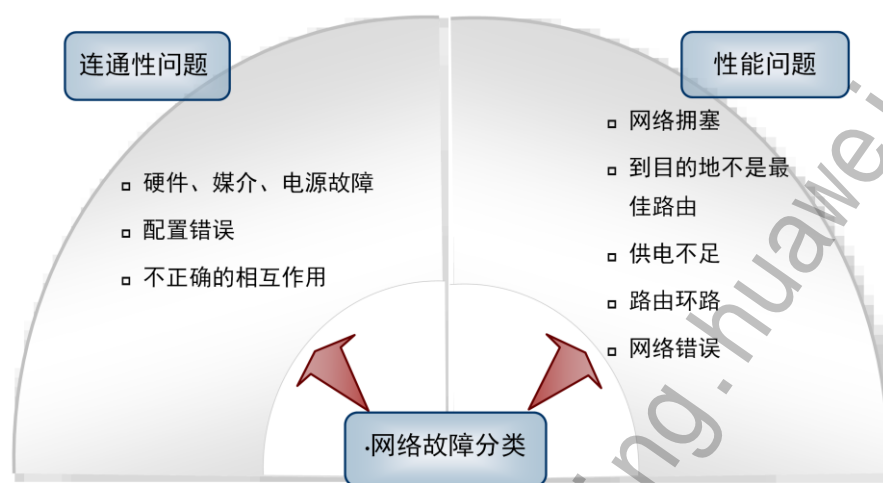 连通性问题
▫ 硬件、媒介、电源故障
▫ 配置错误
▫ 不正确的相互作用
性能问题
▫ 网络拥塞
▫ 到目的地不是最
佳路由
▫ 供电不足
▫ 路由环路
▫ 网络错误
·网络故障分类
ng.huawei